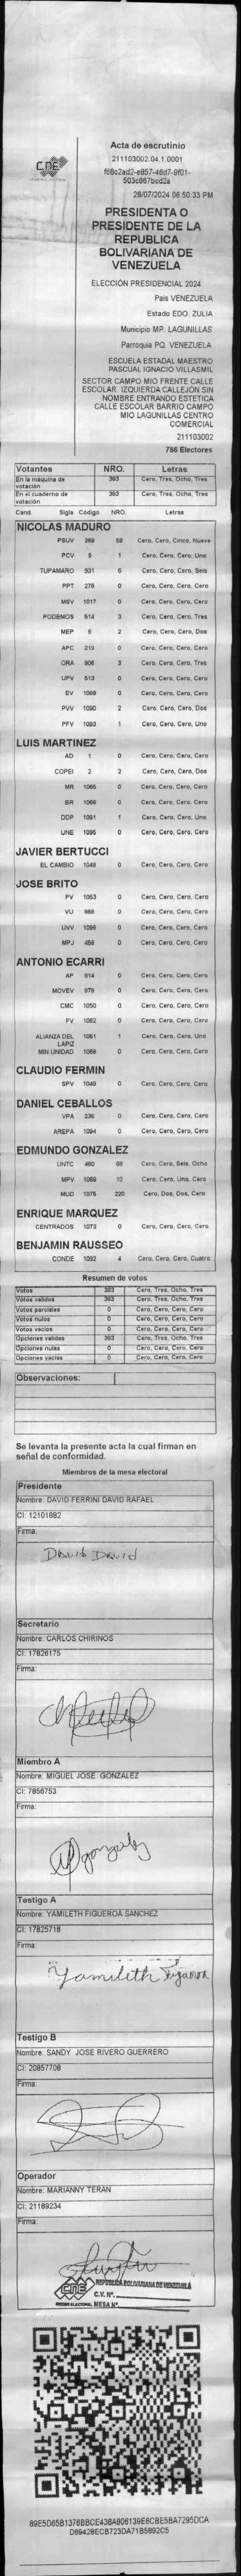 CNE
Acta de escrutinio
211103002.04.1.0001
f68c2ad2-e857-46d7-9f01-
503c667bcd2a
28/07/2024 06:50:33 PM
PRESIDENTA O
PRESIDENTE DE LA
REPUBLICA
BOLIVARIANA DE
VENEZUELA
ELECCIÓN PRESIDENCIAL 2024
Pais VENEZUELA
Estado EDO. ZULIA
Municipio MP. LAGUNILLAS
Parroquia PQ. VENEZUELA
ESCUELA ESTADAL MAESTRO
PASCUAL IGNACIO VILLASMIL
SECTOR CAMPO MIO FRENTE CALLE
ESCOLAR. IZQUIERDA CALLEJÓN SIN
NOMBRE ENTRANDO ESTETICA
CALLE ESCOLAR BARRIO CAMPO
MIO LAGUNILLAS CENTRO
COMERCIAL
211103002
786 Electores
Votantes NRO. Letras
En la máquina de votación 383 Cero, Tres, Ocho, Tres
En el cuaderno de votación 383 Cero, Tres, Ocho, Tres
Cand. Sigla Código NRO. Letras
NICOLAS MADURO
PSUV 269 59 Cero, Cero, Cinco, Nueve
PCV 9 1 Cero, Cero, Cero, Uno
TUPAMARO 931 6 Cero, Cero, Cero, Seis
PPT 276 0 Cero, Cero, Cero, Cero
MSV 1017 0 Cero, Cero, Cero, Cero
PODEMOS 514 3 Cero, Cero, Cero, Tres
MEP 6 2 Cero, Cero, Cero, Dos
APC 219 0 Cero, Cero, Cero, Cero
ORA 906 3 Cero, Cero, Cero, Tres
UPV 513 0 Cero, Cero, Cero, Cero
EV 1099 0 Cero, Cero, Cero, Cero
PVV 1090 2 Cero, Cero, Cero, Dos
PFV 1093 1 Cero, Cero, Cero, Uno
LUIS MARTINEZ
AD 1 0 Cero, Cero, Cero, Cero
COPEI 2 2 Cero, Cero, Cero, Dos
MR 1065 0 Cero, Cero, Cero, Cero
BR 1066 0 Cero, Cero, Cero, Cero
DDP 1091 1 Cero, Cero, Cero, Uno
UNE 1095 0 Cero, Cero, Cero, Cero
JAVIER BERTUCCI
EL CAMBIO 1048 0 Cero, Cero, Cero, Cero
JOSE BRITO
PV 1053 0 Cero, Cero, Cero, Cero
VU 868 0 Cero, Cero, Cero, Cero
UVV 1096 0 Cero, Cero, Cero, Cero
MPJ 458 0 Cero, Cero, Cero, Cero
ANTONIO ECARRI
AP 814 0 Cero, Cero, Cero, Cero
MOVEV 979 0 Cero, Cero, Cero, Cero
CMC 1050 0 Cero, Cero, Cero, Cero
FV 1062 0 Cero, Cero, Cero, Cero
ALIANZA DEL LAPIZ 1061 1 Cero, Cero, Cero, Uno
MIN UNIDAD 1068 0 Cero, Cero, Cero, Cero
CLAUDIO FERMIN
SPV 1049 0 Cero, Cero, Cero, Cero
DANIEL CEBALLOS
VPA 236 0 Cero, Cero, Cero, Cero
AREPA 1094 0 Cero, Cero, Cero, Cero
EDMUNDO GONZALEZ
UNTC 460 68 Cero, Cero, Seis, Ocho
MPV 1069 10 Cero, Cero, Uno, Cero
MUD 1075 220 Cero, Dos, Dos, Cero
ENRIQUE MARQUEZ
CENTRADOS 1073 0 Cero, Cero, Cero, Cero
BENJAMIN RAUSSEO
CONDE 1092 4 Cero, Cero, Cero, Cuatro
Resumen de votos
Votos 383 Cero, Tres, Ocho, Tres
Votos validos 383 Cero, Tres, Ocho, Tres
Votos parciales 0 Cero, Cero, Cero, Cero
Votos nulos 0 Cero, Cero, Cero, Cero
Votos vacios 0 Cero, Cero, Cero, Cero
Opciones validas 383 Cero, Tres, Ocho, Tres
Opciones nulas 0 Cero, Cero, Cero, Cero
Opciones vacias 0 Cero, Cero, Cero, Cero
Observaciones:
Se levanta la presente acta la cual firman en
señal de conformidad.
Miembros de la mesa electoral
Presidente
Nombre: DAVID FERRINI DAVID RAFAEL
CI: 12101882
Firma:
David David
Secretario
Nombre: CARLOS CHIRINOS
CI: 17826175
Firma:
Miembro A
Nombre: MIGUEL JOSE GONZALEZ
CI: 7856753
Firma:
Gonzalez
Testigo A
Nombre: YAMILETH FIGUEROA SANCHEZ
CI: 17825718
Firma:
Yamileth Figueroa
Testigo B
Nombre: SANDY JOSE RIVERO GUERRERO
CI: 20857708
Firma:
Operador
Nombre: MARIANNY TERAN
CI: 21189234
Firma:
CNE REPÚBLICA BOLIVARIANA DE VENEZUELA
C.V. Nº.
PODER ELECTORAL MESA Nº
89E5D65B1376BBCE438A806139E6CBE5BA7295DCA
D89428ECB723DA71B5892C5